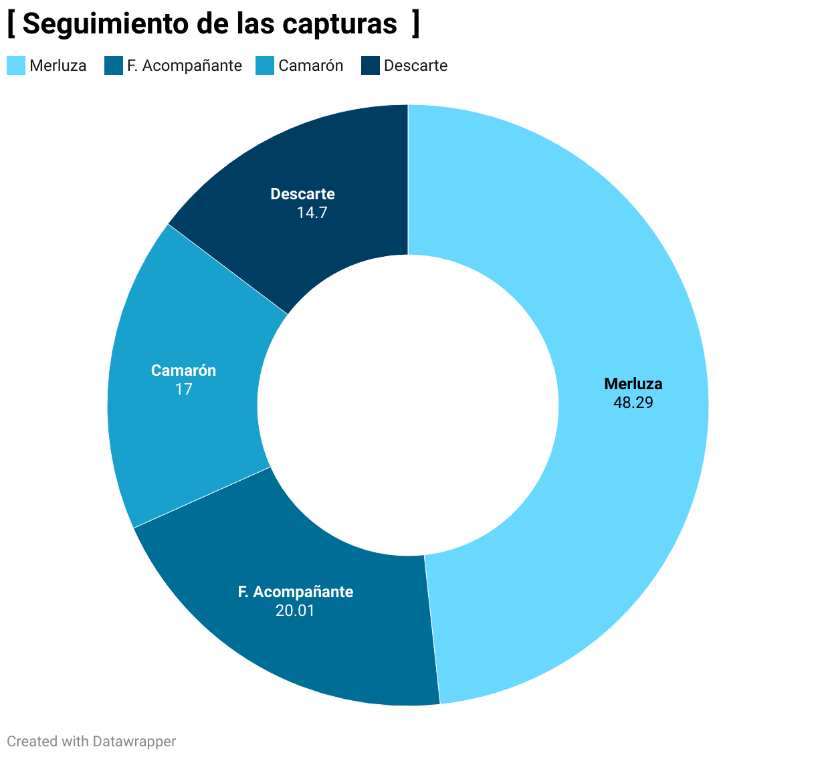 [ Seguimiento de las capturas  ]
Merluza F. Acompañante Camarón Descarte
Descarte
14.7
Camarón
17
Merluza
48.29
F. Acompañante
20.01
Created with Datawrapper